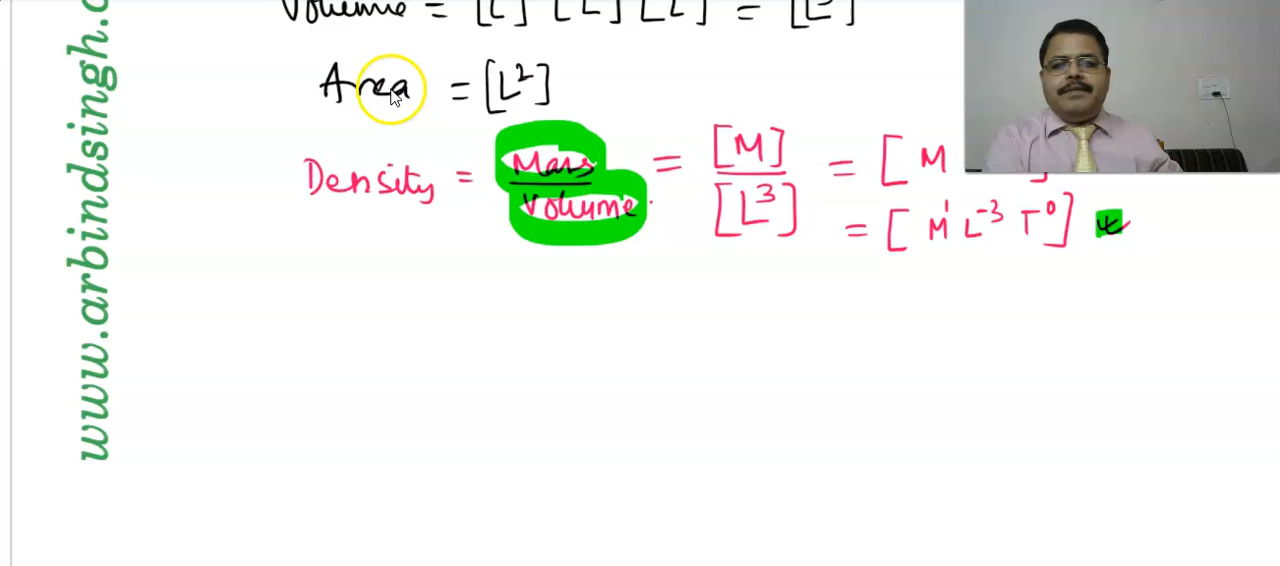 Volume = [L] [L] [L] = [L³]
Area = [L²]
Density = Mass / Volume = [M] / [L³] = [M
= [M¹ L⁻³ T⁰]
www.arbindsingh.c